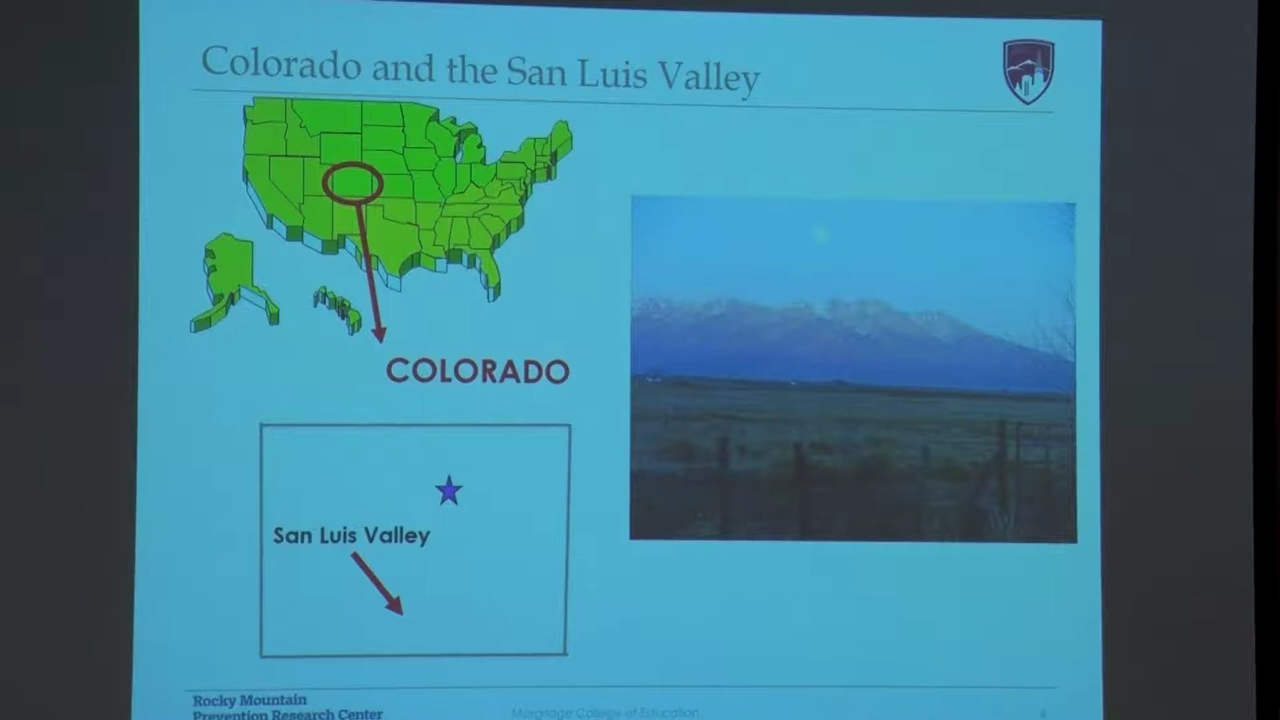 Colorado and the San Luis Valley
COLORADO
San Luis Valley
Rocky Mountain
Prevention Research Center
Morgridge College of Education